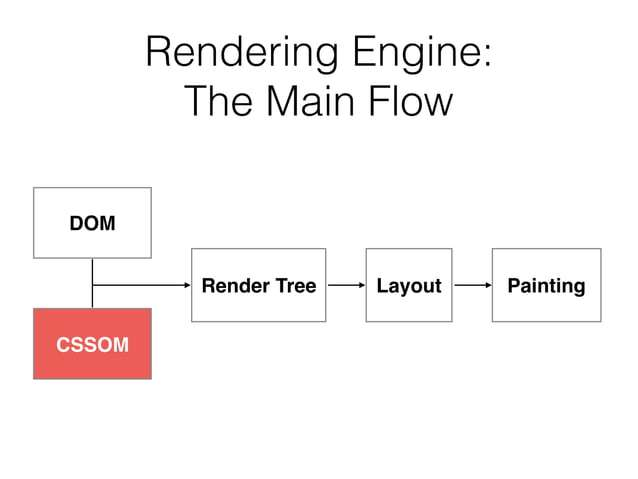 Rendering Engine:
The Main Flow
DOM
CSSOM
Render Tree
Layout
Painting